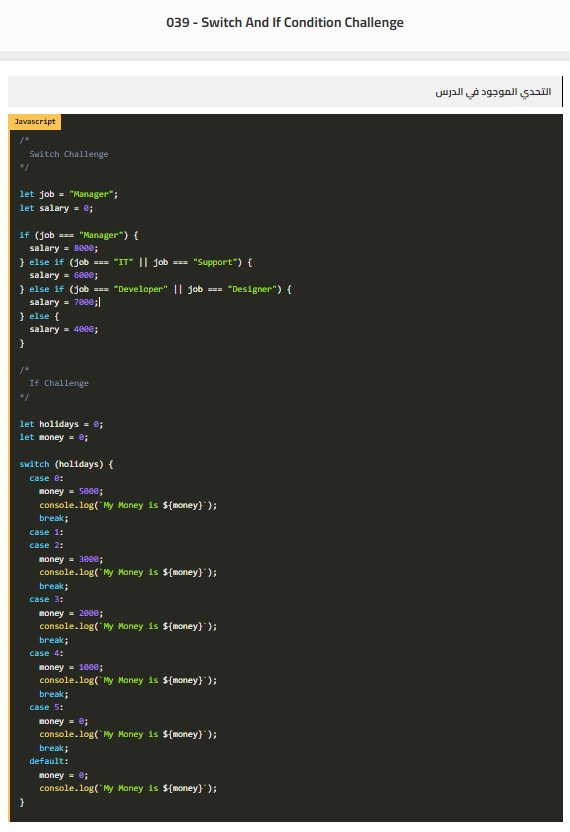 039 - Switch And If Condition Challenge
التحدي الموجود في الدرس
Javascript
/*
  Switch Challenge
*/

let job = "Manager";
let salary = 0;

if (job === "Manager") {
  salary = 8000;
} else if (job === "IT" || job === "Support") {
  salary = 6000;
} else if (job === "Developer" || job === "Designer") {
  salary = 7000;
} else {
  salary = 4000;
}

/*
  If Challenge
*/

let holidays = 0;
let money = 0;

switch (holidays) {
  case 0:
    money = 5000;
    console.log(`My Money is ${money}`);
    break;
  case 1:
  case 2:
    money = 3000;
    console.log(`My Money is ${money}`);
    break;
  case 3:
    money = 2000;
    console.log(`My Money is ${money}`);
    break;
  case 4:
    money = 1000;
    console.log(`My Money is ${money}`);
    break;
  case 5:
    money = 0;
    console.log(`My Money is ${money}`);
    break;
  default:
    money = 0;
    console.log(`My Money is ${money}`);
}